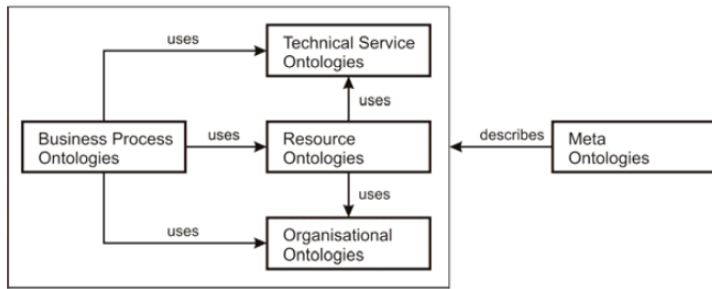 uses
Technical Service
Ontologies
uses
Business Process
Ontologies
uses
Resource
Ontologies
describes
Meta
Ontologies
uses
uses
Organisational
Ontologies